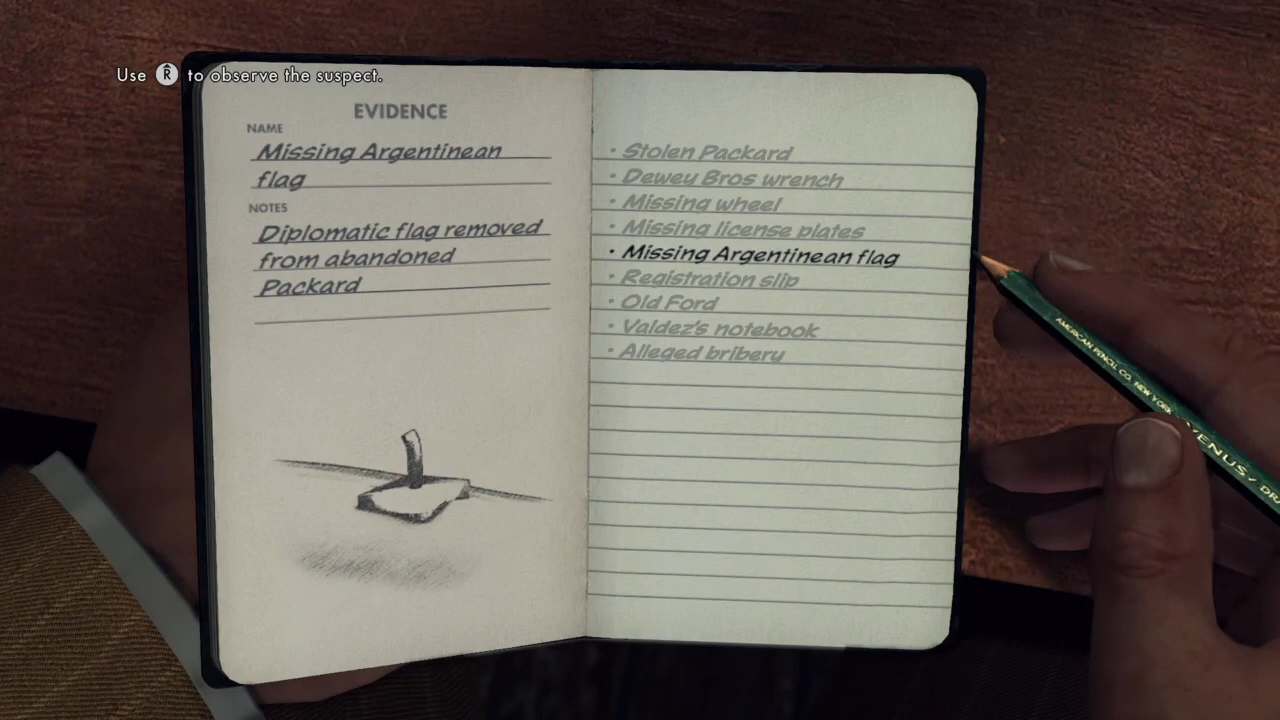 Use R to observe the suspect.
EVIDENCE
NAME
Missing Argentinean
flag
NOTES
Diplomatic flag removed
from abandoned
Packard
• Stolen Packard
• Dewey Bros wrench
• Missing wheel
• Missing license plates
• Missing Argentinean flag
• Registration slip
• Old Ford
• Valdez's notebook
• Alleged bribery
AMERICAN PENCIL CO. NEW YORK
VENUS